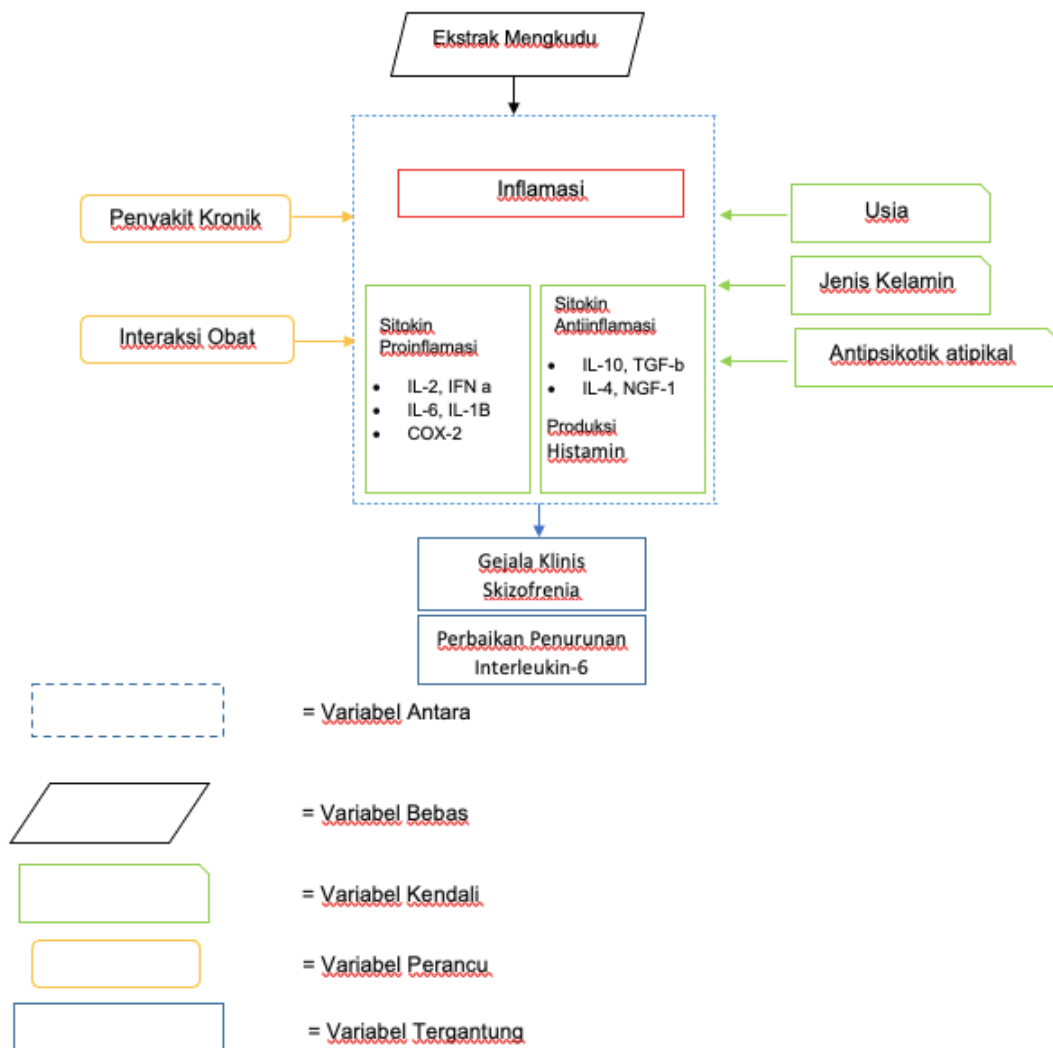 Ekstrak Mengkudu
Inflamasi
Penyakit Kronik
Interaksi Obat
Usia
Jenis Kelamin
Antipsikotik atipikal
Sitokin
Proinflamasi
• IL-2, IFN a
• IL-6, IL-1B
• COX-2
Sitokin
Antiinflamasi
• IL-10, TGF-b
• IL-4, NGF-1
Produksi
Histamin
Gejala Klinis
Skizofrenia
Perbaikan Penurunan
Interleukin-6
= Variabel Antara
= Variabel Bebas
= Variabel Kendali
= Variabel Perancu
= Variabel Tergantung